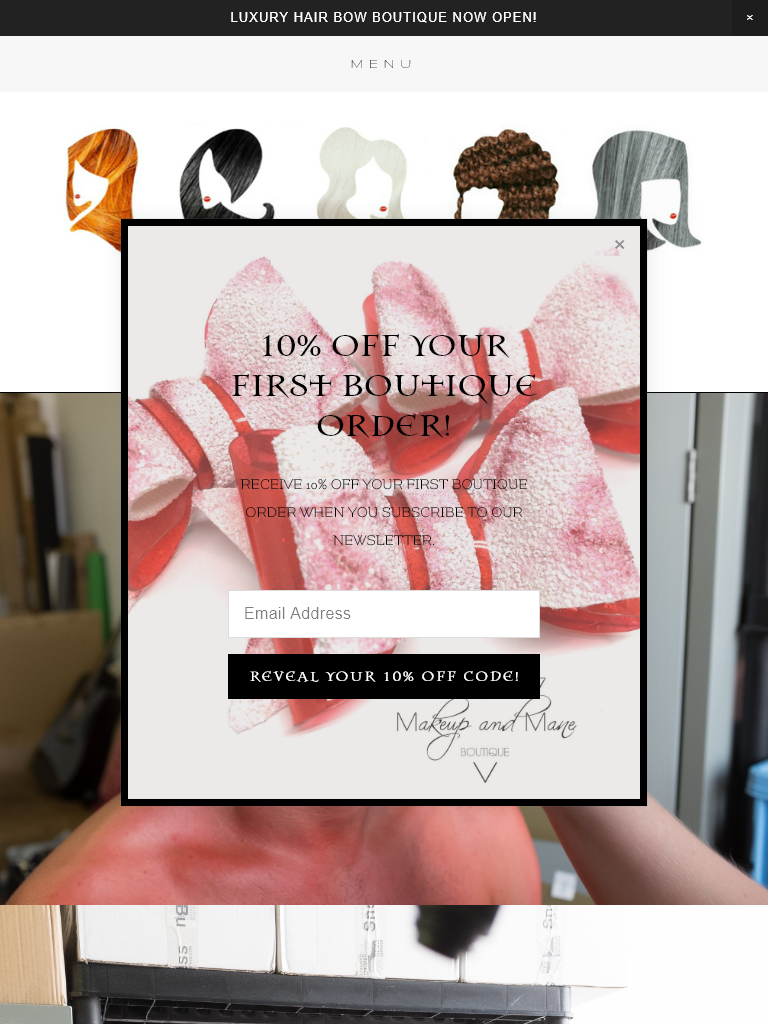 LUXURY HAIR BOW BOUTIQUE NOW OPEN!
×
MENU
×
10% OFF YOUR
FIRST BOUTIQUE
ORDER!
RECEIVE 10% OFF YOUR FIRST BOUTIQUE
ORDER WHEN YOU SUBSCRIBE TO OUR
NEWSLETTER.
Email Address
REVEAL YOUR 10% OFF CODE!
Makeup and Mane
BOUTIQUE